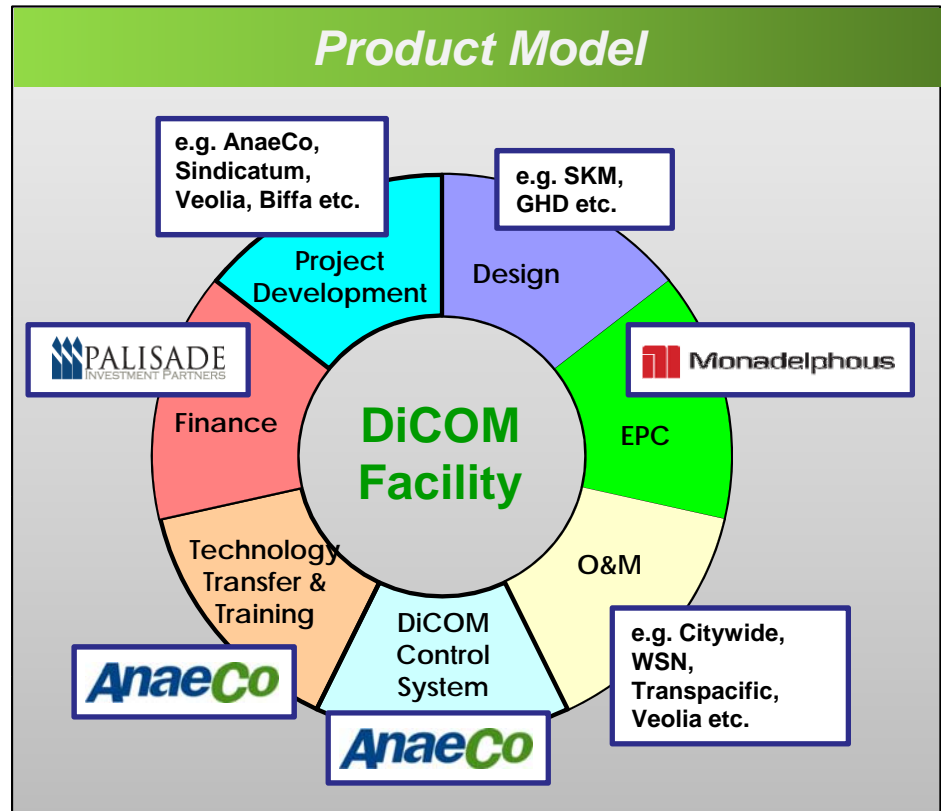 Product Model
e.g. AnaeCo,
Sindicatum,
Veolia, Biffa etc.
e.g. SKM,
GHD etc.
Project
Development
Design
PALISADE
INVESTMENT PARTNERS
Monadelphous
Finance
DiCOM
Facility
EPC
Technology
Transfer &
Training
O&M
DiCOM
Control
System
e.g. Citywide,
WSN,
Transpacific,
Veolia etc.
AnaeCo
AnaeCo